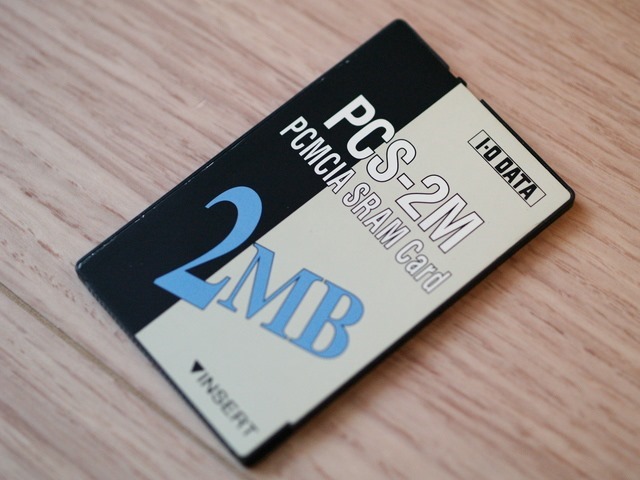 I·O DATA
PCS-2M
PCMCIA SRAM Card
2MB
▼INSERT